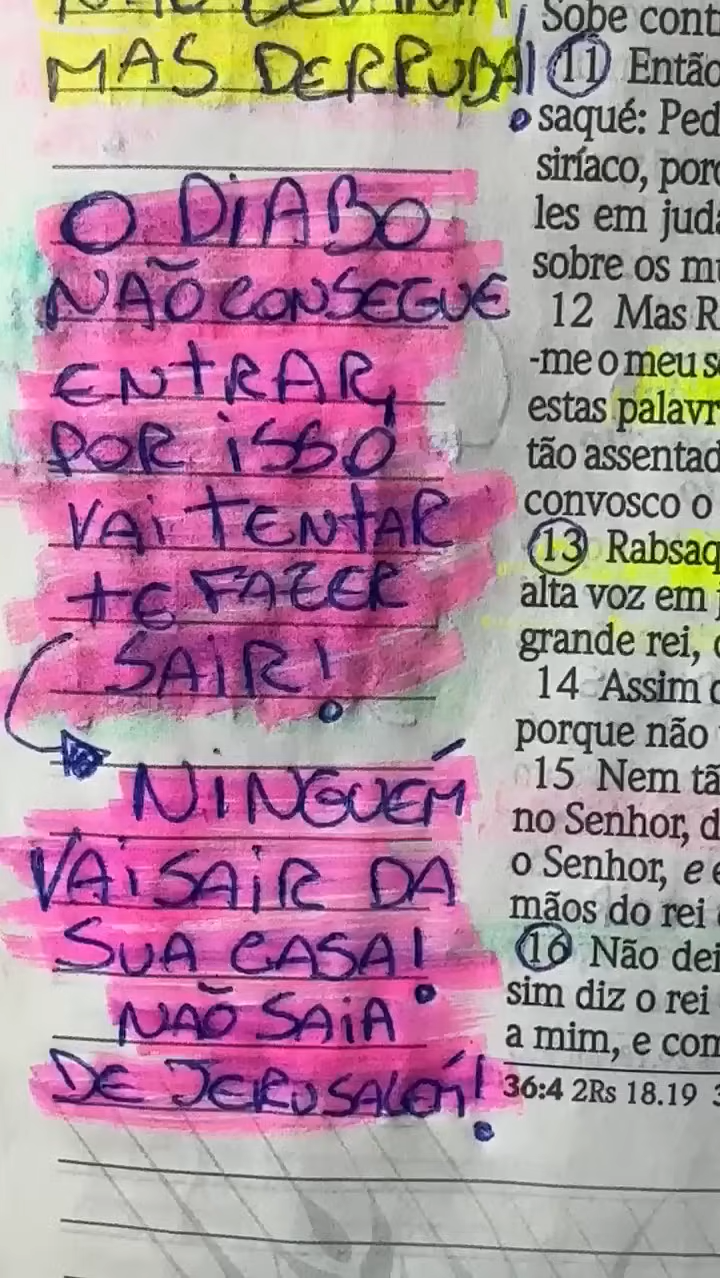 MAS DERRUBA!
O DIABO
NÃO CONSEGUE
ENTRAR,
POR ISSO
VAI TENTAR
TE FAZER
SAIR!
NINGUÉM
VAI SAIR DA
SUA CASA!
NÃO SAIA
DE JERUSALÉM!
Sobe cont
11 Então
saqué: Ped
siríaco, porq
les em juda
sobre os mu
12 Mas R
-me o meu se
estas palavr
tão assentad
convosco o
13 Rabsaq
alta voz em
grande rei,
14 Assim d
porque não
15 Nem tã
no Senhor, d
o Senhor, e
mãos do rei
16 Não dei
sim diz o rei
a mim, e com
36:4 2Rs 18.19